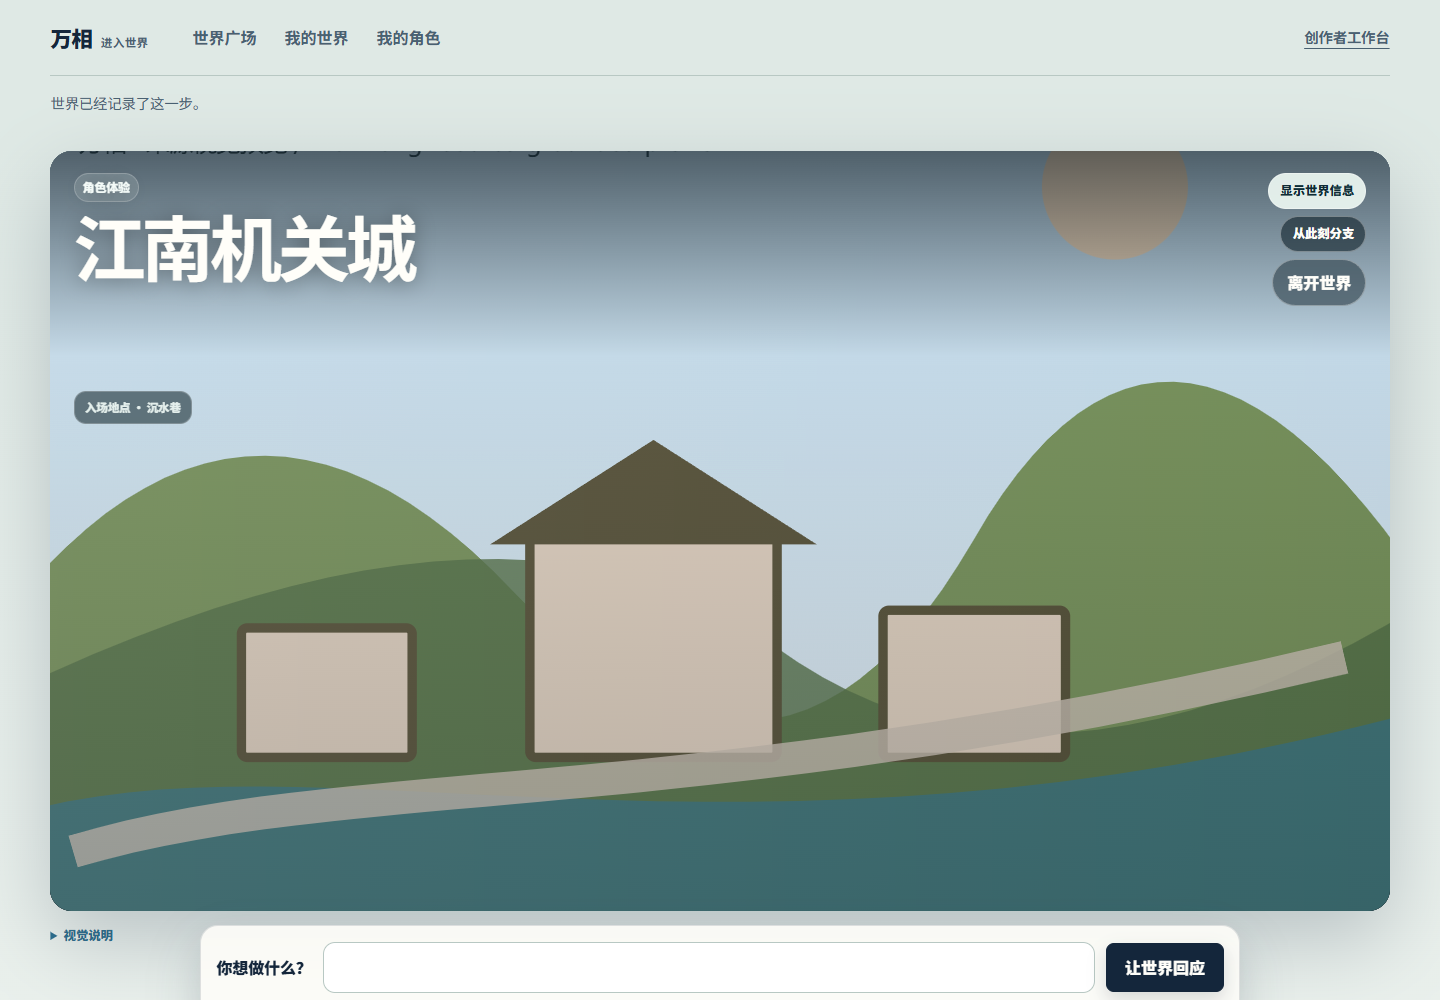 万相 进入世界 世界广场 我的世界 我的角色 创作者工作台
世界已经记录了这一步。
角色体验
显示世界信息
江南机关城
从此刻分支
离开世界
入场地点 · 沉水巷
视觉说明
你想做什么? 让世界回应